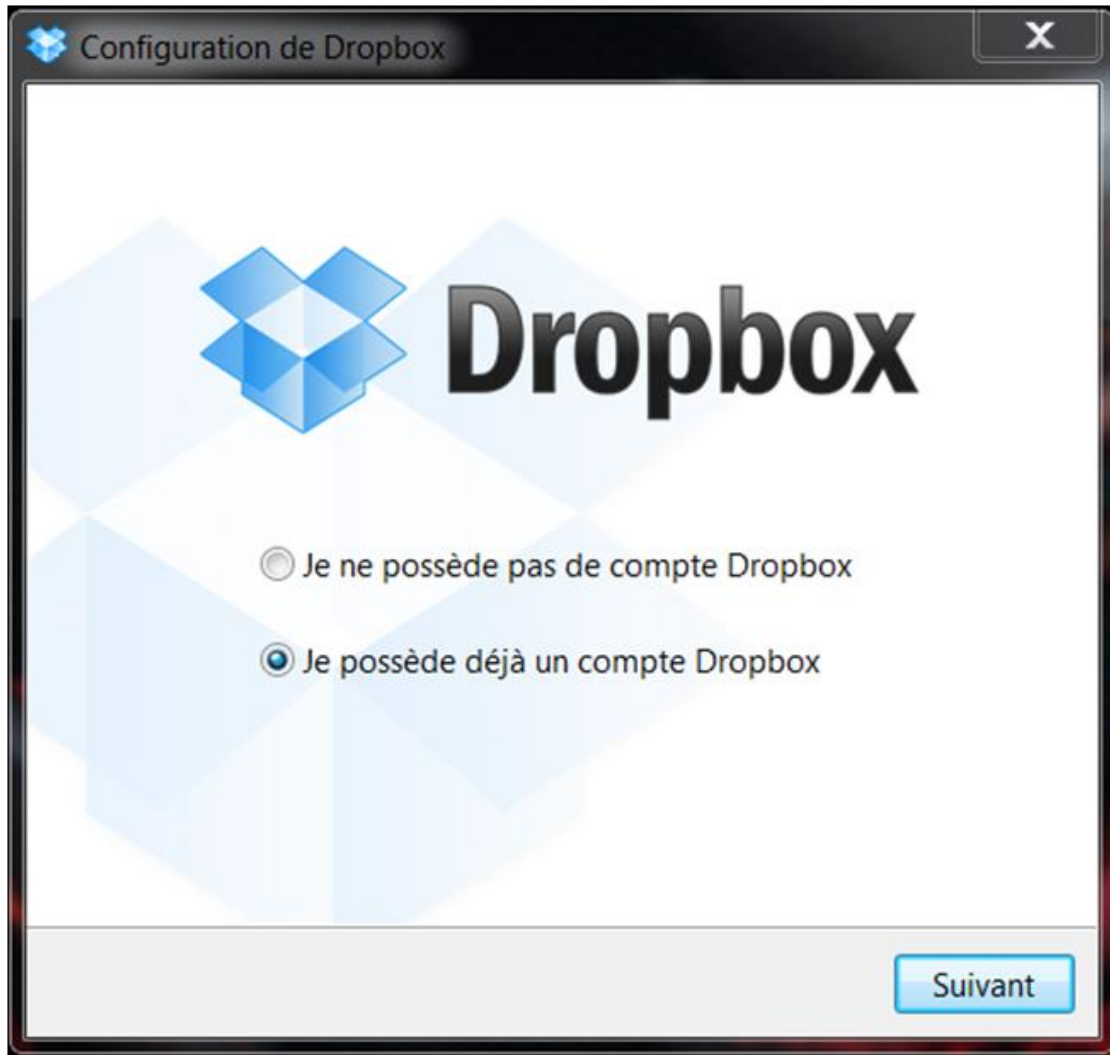 Configuration de Dropbox
Dropbox
Je ne possède pas de compte Dropbox
Je possède déjà un compte Dropbox
Suivant